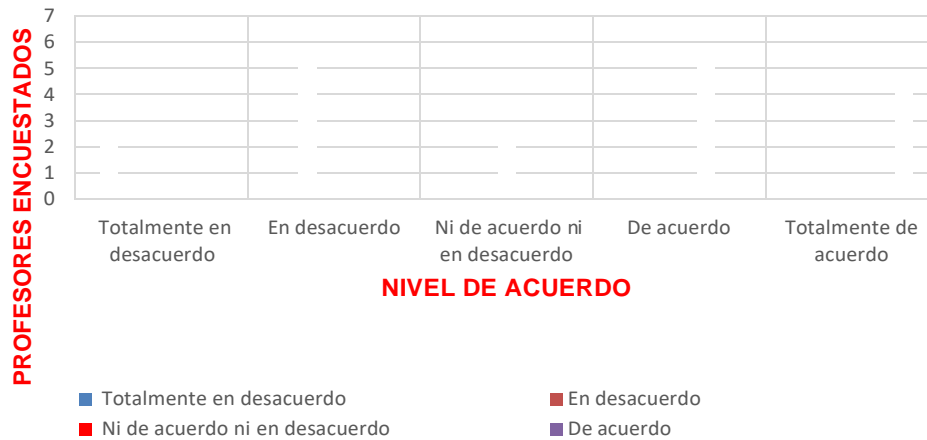 PROFESORES ENCUESTADOS
7
6
5
4
3
2
1
0
Totalmente en
desacuerdo
En desacuerdo
Ni de acuerdo ni
en desacuerdo
De acuerdo
Totalmente de
acuerdo
NIVEL DE ACUERDO
Totalmente en desacuerdo
En desacuerdo
Ni de acuerdo ni en desacuerdo
De acuerdo